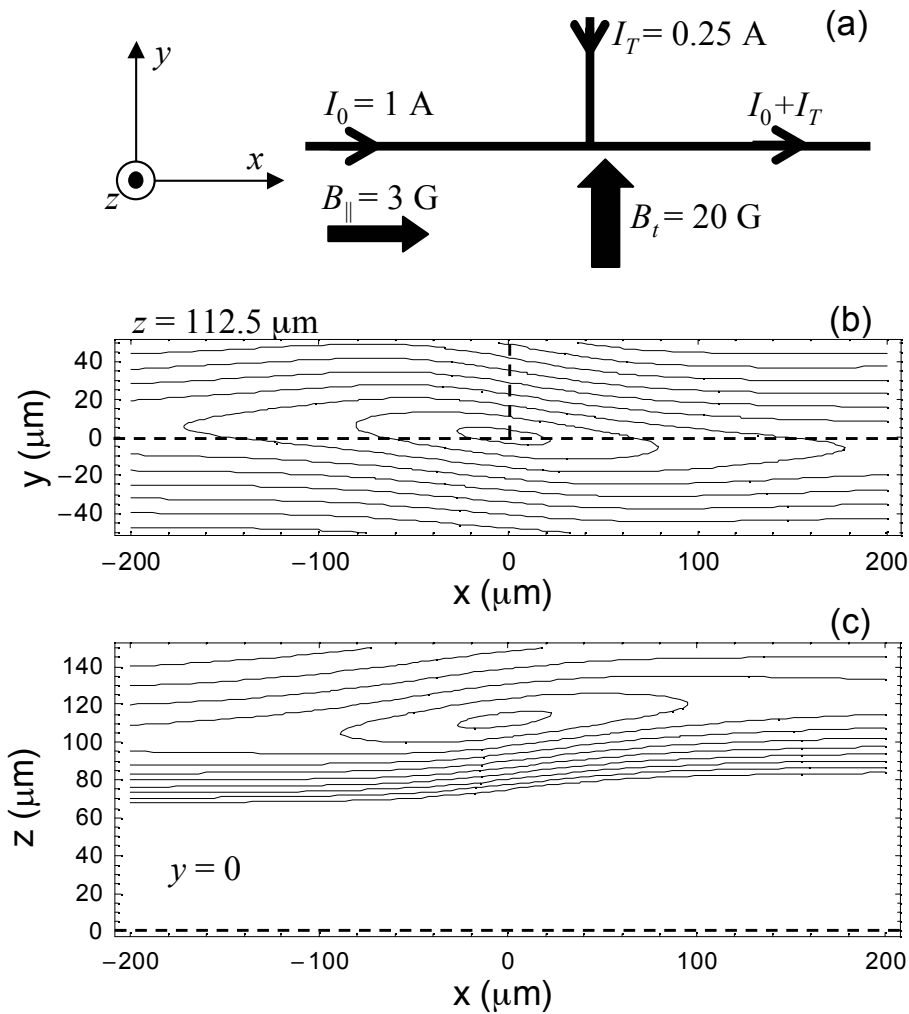 (a)
y
x
z
I_T = 0.25 A
I_0 = 1 A
I_0+I_T
B_∥ = 3 G
B_t = 20 G
z = 112.5 μm
(b)
40
20
0
−20
−40
y (μm)
−200
−100
0
100
200
x (μm)
(c)
140
120
100
80
60
40
20
0
z (μm)
y = 0
−200
−100
0
100
200
x (μm)